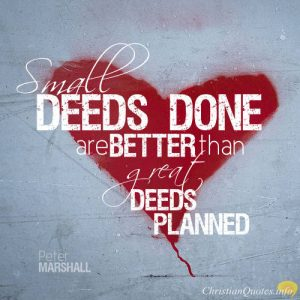 Small
DEEDS DONE
are BETTER than
great
DEEDS
PLANNED
Peter
MARSHALL
ChristianQuotes.info